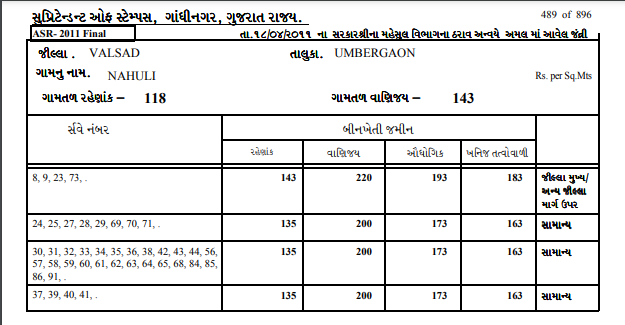 સુપ્રિટેન્ડન્ટ ઓફ સ્ટેમ્પસ, ગાંધીનગર, ગુજરાત રાજ્ય.
489 of 896
ASR- 2011 Final
તા.૧૮/૦૪/૨૦૧૧ ના સરકારશ્રીના મહેસુલ વિભાગના ઠરાવ અન્વયે અમલ માં આવેલ જંત્રી
જીલ્લા . VALSAD તાલુકા. UMBERGAON
ગામનુ નામ. NAHULI Rs. per Sq.Mts
ગામતળ રહેણાંક – 118 ગામતળ વાણિજય – 143
સર્વે નંબર બીનખેતી જમીન
રહેણાંક વાણિજય ઔધોગિક ખનિજ તત્વોવાળી
8, 9, 23, 73, . 143 220 193 183 જીલ્લા મુખ્ય/
અન્ય જીલ્લા
માર્ગ ઉપર
24, 25, 27, 28, 29, 69, 70, 71, . 135 200 173 163 સામાન્ય
30, 31, 32, 33, 34, 35, 36, 38, 42, 43, 44, 56, 135 200 173 163 સામાન્ય
57, 58, 59, 60, 61, 62, 63, 64, 65, 68, 84, 85,
86, 91, .
37, 39, 40, 41, . 135 200 173 163 સામાન્ય